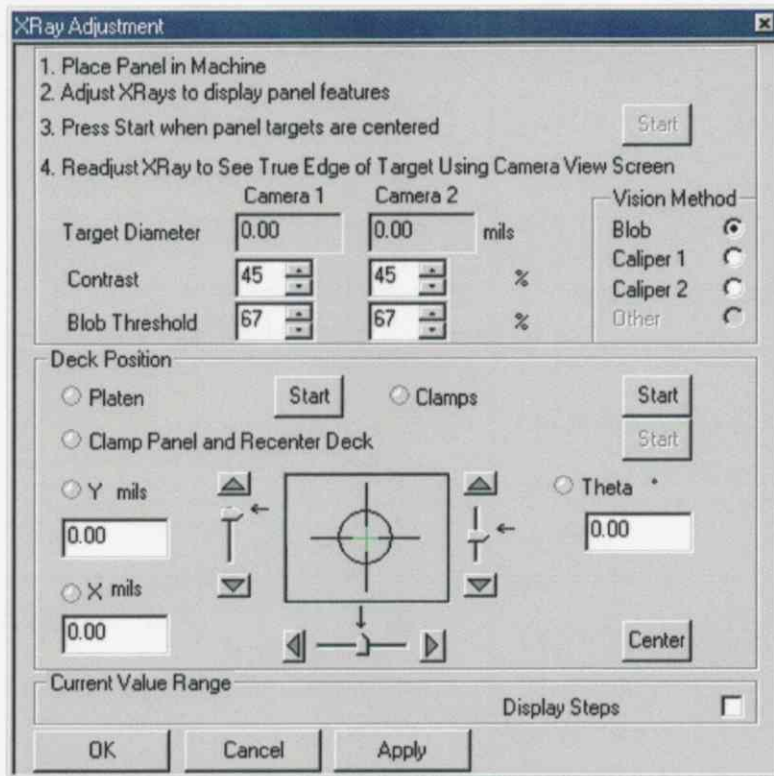 XRay Adjustment
1. Place Panel in Machine
2. Adjust XRays to display panel features
3. Press Start when panel targets are centered Start
4. Readjust XRay to See True Edge of Target Using Camera View Screen
Camera 1 Camera 2
Target Diameter 0.00 0.00 mils
Contrast 45 45 %
Blob Threshold 67 67 %
Vision Method
Blob
Caliper 1
Caliper 2
Other
Deck Position
Platen Start Clamps Start
Clamp Panel and Recenter Deck Start
Y mils
0.00
Theta °
0.00
X mils
0.00
Center
Current Value Range
Display Steps
OK Cancel Apply